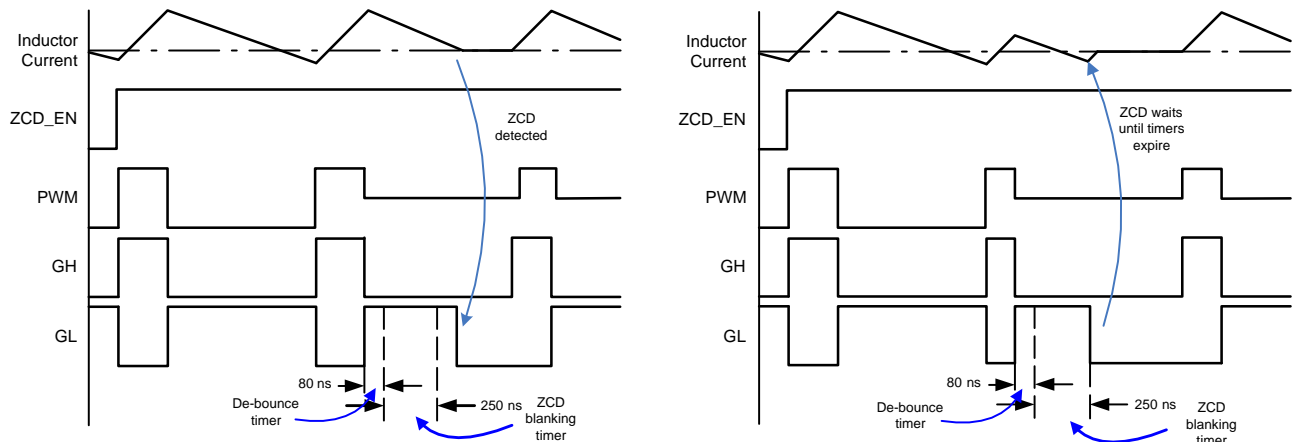 Inductor
Current
ZCD_EN
ZCD
detected
PWM
GH
GL
80 ns
De-bounce
timer
250 ns
ZCD
blanking
timer
Inductor
Current
ZCD_EN
ZCD waits
until timers
expire
PWM
GH
GL
80 ns
De-bounce
timer
250 ns
ZCD
blanking
timer